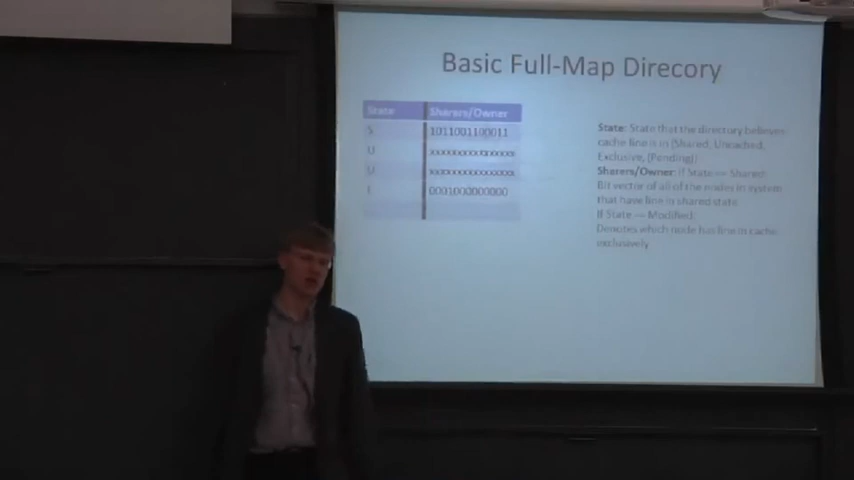 Basic Full-Map Direcory
State Sharers/Owner
S 1011001100011
U xxxxxxxxxxxxxxx
U xxxxxxxxxxxxxxx
E 0001000000000
State: State that the directory believes
cache line is in {Shared, Uncached,
Exclusive, (Pending)}
Sharers/Owner: If State == Shared:
Bit vector of all of the nodes in system
that have line in shared state.
If State == Modified:
Denotes which node has line in cache
exclusively